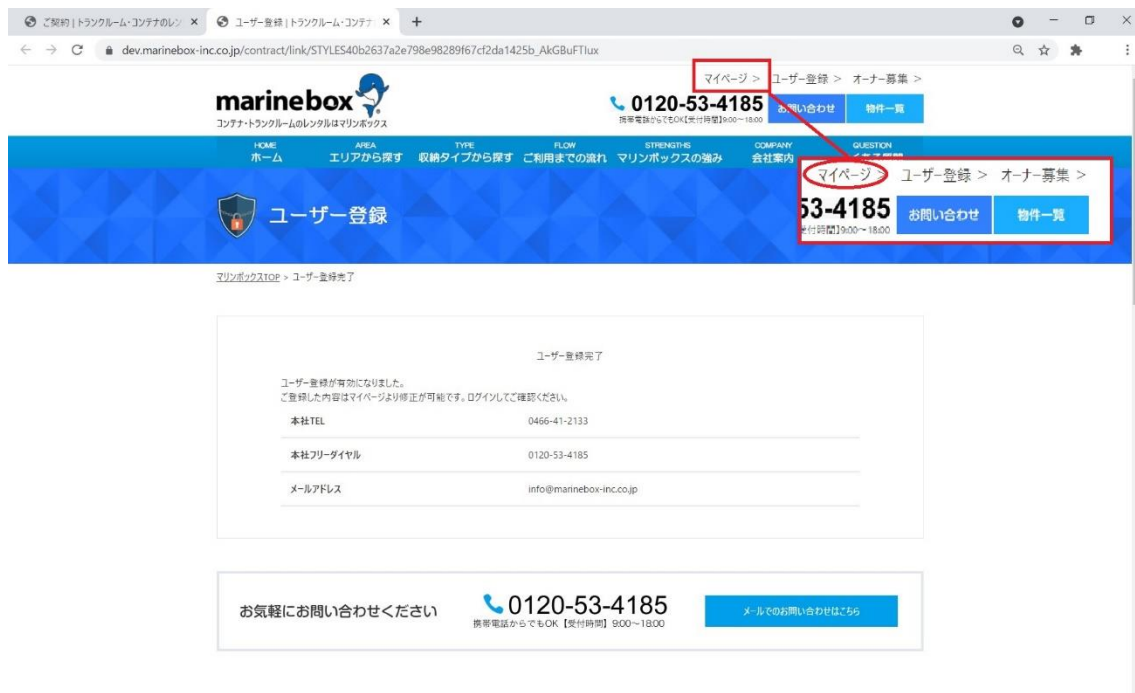 ご契約 | トランクルーム・コンテナのレン
ユーザー登録 | トランクルーム・コンテナ
dev.marinebox-inc.co.jp/contract/link/STYLES40b2637a2e798e98289f67cf2da1425b_AkGBuFTlux
マイページ > ユーザー登録 > オーナー募集 >
marinebox
コンテナ・トランクルームのレンタルはマリンボックス
0120-53-4185
携帯電話からでもOK【受付時間】9:00~18:00
お問い合わせ
物件一覧
HOME AREA TYPE FLOW STRENGTHS COMPANY QUESTION
ホーム エリアから探す 収納タイプから探す ご利用までの流れ マリンボックスの強み 会社案内
マイページ > ユーザー登録 > オーナー募集 >
53-4185 お問い合わせ 物件一覧
受付時間】9:00~18:00
ユーザー登録
マリンボックスTOP > ユーザー登録完了
ユーザー登録完了
ユーザー登録が有効になりました。
ご登録した内容はマイページより修正が可能です。ログインしてご確認ください。
本社TEL 0466-41-2133
本社フリーダイヤル 0120-53-4185
メールアドレス info@marinebox-inc.co.jp
お気軽にお問い合わせください
0120-53-4185
携帯電話からでもOK【受付時間】9:00~18:00
メールでのお問い合わせはこちら